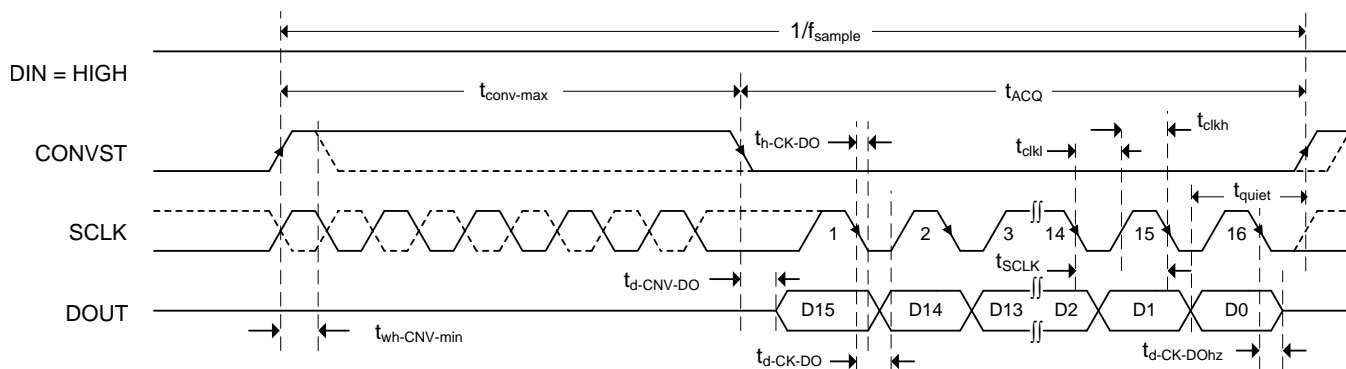 1/fsample
DIN = HIGH
tconv-max
tACQ
tclkh
th-CK-DO
CONVST
tclkl
tquiet
SCLK
1 2 3 14 15 16
tSCLK
td-CNV-DO
DOUT
D15 D14 D13 D2 D1 D0
twh-CNV-min
td-CK-DO
td-CK-DOhz